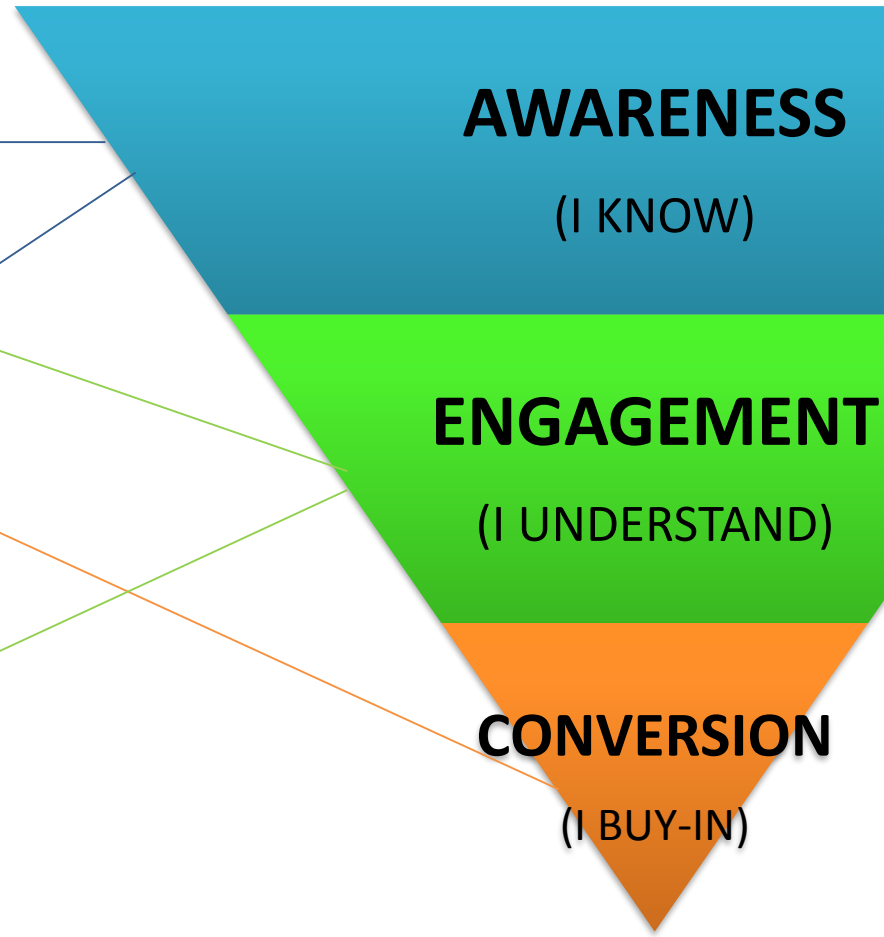 AWARENESS
(I KNOW)
ENGAGEMENT
(I UNDERSTAND)
CONVERSION
(I BUY-IN)